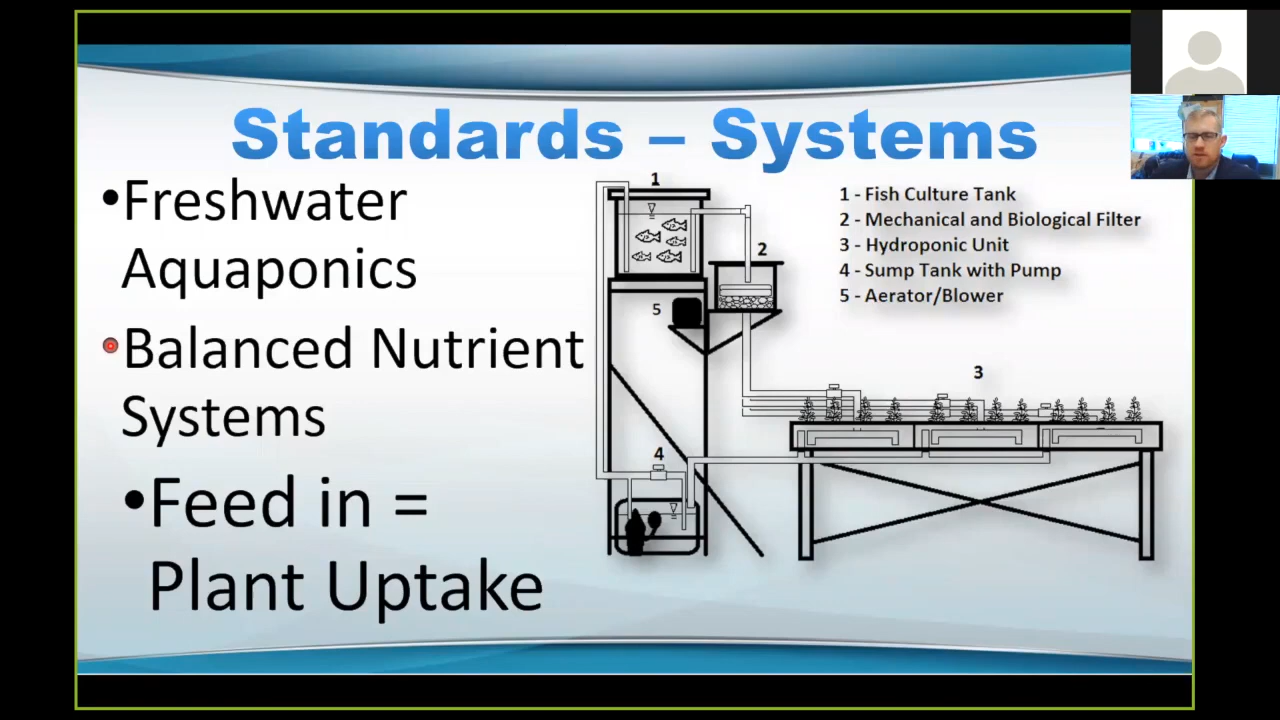 Standards – Systems
•Freshwater
Aquaponics
•Balanced Nutrient
Systems
•Feed in =
Plant Uptake
1
2
5
3
4
1 - Fish Culture Tank
2 - Mechanical and Biological Filter
3 - Hydroponic Unit
4 - Sump Tank with Pump
5 - Aerator/Blower